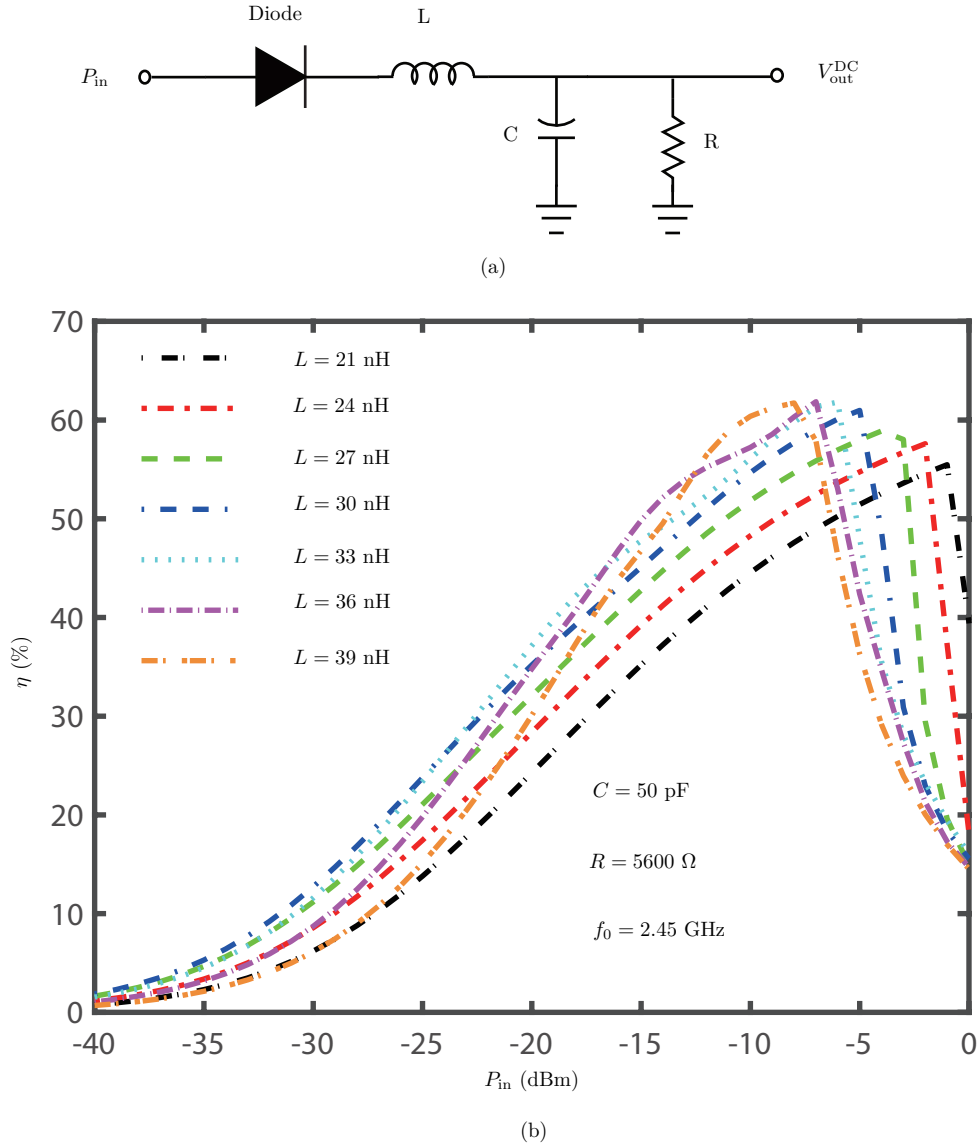 Diode
L
P_in
V_out^DC
C
R
(a)
70
60
50
40
30
20
10
0
η (%)
L = 21 nH
L = 24 nH
L = 27 nH
L = 30 nH
L = 33 nH
L = 36 nH
L = 39 nH
C = 50 pF
R = 5600 Ω
f_0 = 2.45 GHz
-40 -35 -30 -25 -20 -15 -10 -5 0
P_in (dBm)
(b)